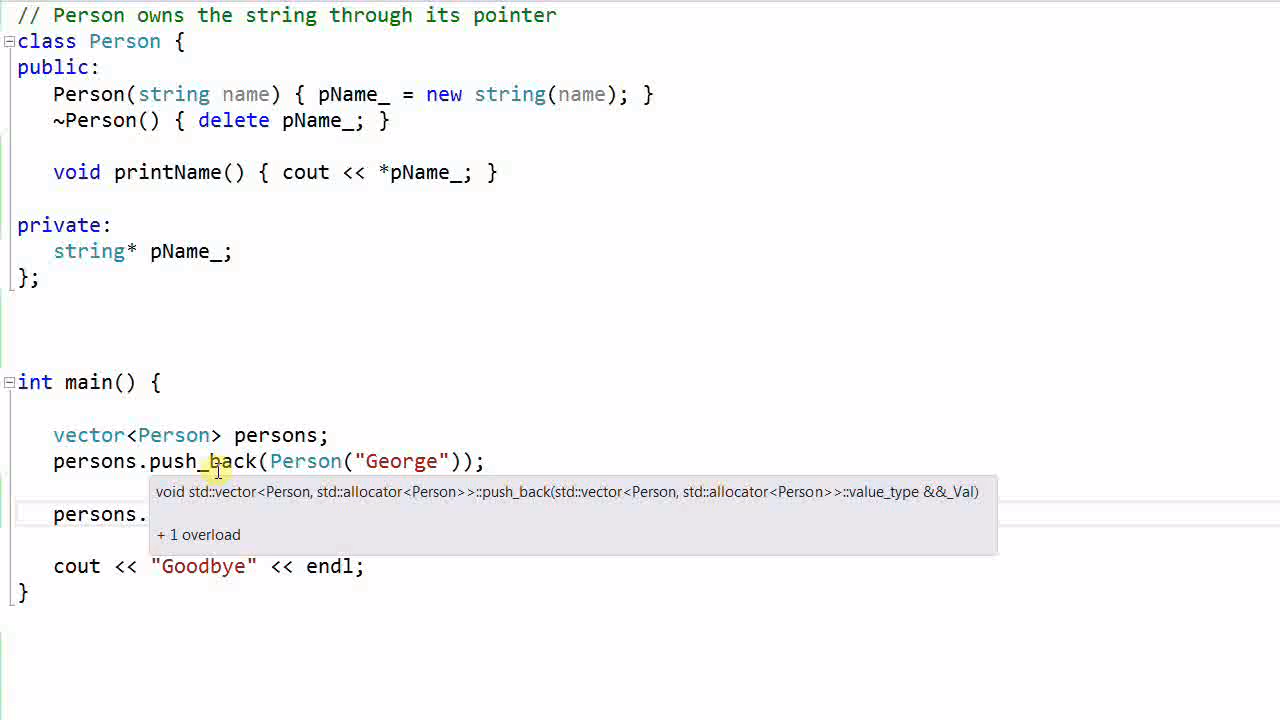 // Person owns the string through its pointer
class Person {
public:
Person(string name) { pName_ = new string(name); }
~Person() { delete pName_; }
void printName() { cout << *pName_; }
private:
string* pName_;
};
int main() {
vector<Person> persons;
persons.push_back(Person("George"));
void std::vector<Person, std::allocator<Person>>::push_back(std::vector<Person, std::allocator<Person>>::value_type &&_Val)
persons.
+ 1 overload
cout << "Goodbye" << endl;
}